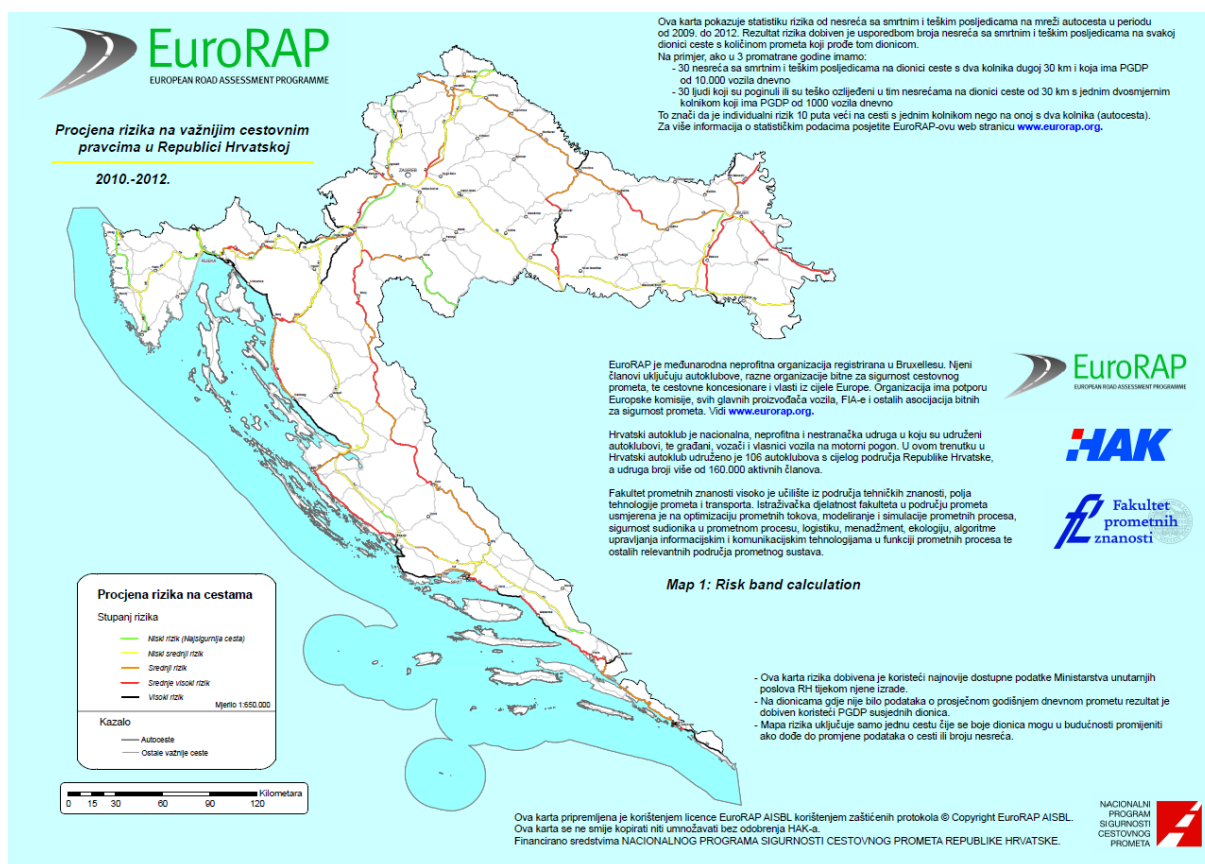 EuroRAP
EUROPEAN ROAD ASSESSMENT PROGRAMME
Procjena rizika na važnijim cestovnim
pravcima u Republici Hrvatskoj
2010.-2012.
Ova karta pokazuje statistiku rizika od nesreća sa smrtnim i teškim posljedicama na mreži autocesta u periodu
od 2009. do 2012. Rezultat rizika dobiven je usporedbom broja nesreća sa smrtnim i teškim posljedicama na svakoj
dionici ceste s količinom prometa koji prođe tom dionicom.
Na primjer, ako u 3 promatrane godine imamo:
- 30 nesreća sa smrtnim i teškim posljedicama na dionici ceste s dva kolnika dugoj 30 km i koja ima PGDP
od 10.000 vozila dnevno
- 30 ljudi koji su poginuli ili su teško ozlijeđeni u tim nesrećama na dionici ceste od 30 km s jednim dvosmjernim
kolnikom koji ima PGDP od 1000 vozila dnevno
To znači da je individualni rizik 10 puta veći na cesti s jednim kolnikom nego na onoj s dva kolnika (autocesta).
Za više informacija o statističkim podacima posjetite EuroRAP-ovu web stranicu www.eurorap.org.
ZAGREB
RIJEKA
EuroRAP je međunarodna neprofitna organizacija registrirana u Bruxellesu. Njeni
članovi uključuju autoklubove, razne organizacije bitne za sigurnost cestovnog
prometa, te cestovne koncesionare i vlasti iz cijele Europe. Organizacija ima potporu
Europske komisije, svih glavnih proizvođača vozila, FIA-e i ostalih asocijacija bitnih
za sigurnost prometa. Vidi www.eurorap.org.
Hrvatski autoklub je nacionalna, neprofitna i nestranačka udruga u koju su udruženi
autoklubovi, te građani, vozači i vlasnici vozila na motorni pogon. U ovom trenutku u
Hrvatski autoklub udruženo je 106 autoklubova s cijelog područja Republike Hrvatske,
a udruga broji više od 160.000 aktivnih članova.
Fakultet prometnih znanosti visoko je učilište iz područja tehničkih znanosti, polja
tehnologije prometa i transporta. Istraživačka djelatnost fakulteta u području prometa
usmjerena je na optimizaciju prometnih tokova, modeliranje i simulacije prometnih procesa,
sigurnost sudionika u prometnom procesu, logistiku, menadžment, ekologiju, algoritme
upravljanja informacijskim i komunikacijskim tehnologijama u funkciji prometnih procesa te
ostalih relevantnih područja prometnog sustava.
EuroRAP
EUROPEAN ROAD ASSESSMENT PROGRAMME
HAK
Fakultet
prometnih
znanosti
Map 1: Risk band calculation
Procjena rizika na cestama
Stupanj rizika
Niski rizik (Najsigurnija cesta)
Niski srednji rizik
Srednji rizik
Srednje visoki rizik
Visoki rizik
Mjerilo 1:650.000
Kazalo
Autoceste
Ostale važnije ceste
Kilometara
0 15 30 60 90 120
- Ova karta rizika dobivena je koristeći najnovije dostupne podatke Ministarstva unutarnjih
poslova RH tijekom njene izrade.
- Na dionicama gdje nije bilo podataka o prosječnom godišnjem dnevnom prometu rezultat je
dobiven koristeći PGDP susjednih dionica.
- Mapa rizika uključuje samo jednu cestu čije se boje dionica mogu u budućnosti promijeniti
ako dođe do promjene podataka o cesti ili broju nesreća.
Ova karta pripremljena je korištenjem licence EuroRAP AISBL korištenjem zaštićenih protokola © Copyright EuroRAP AISBL.
Ova karta se ne smije kopirati niti umnožavati bez odobrenja HAK-a.
Financirano sredstvima NACIONALNOG PROGRAMA SIGURNOSTI CESTOVNOG PROMETA REPUBLIKE HRVATSKE.
NACIONALNI
PROGRAM
SIGURNOSTI
CESTOVNOG
PROMETA